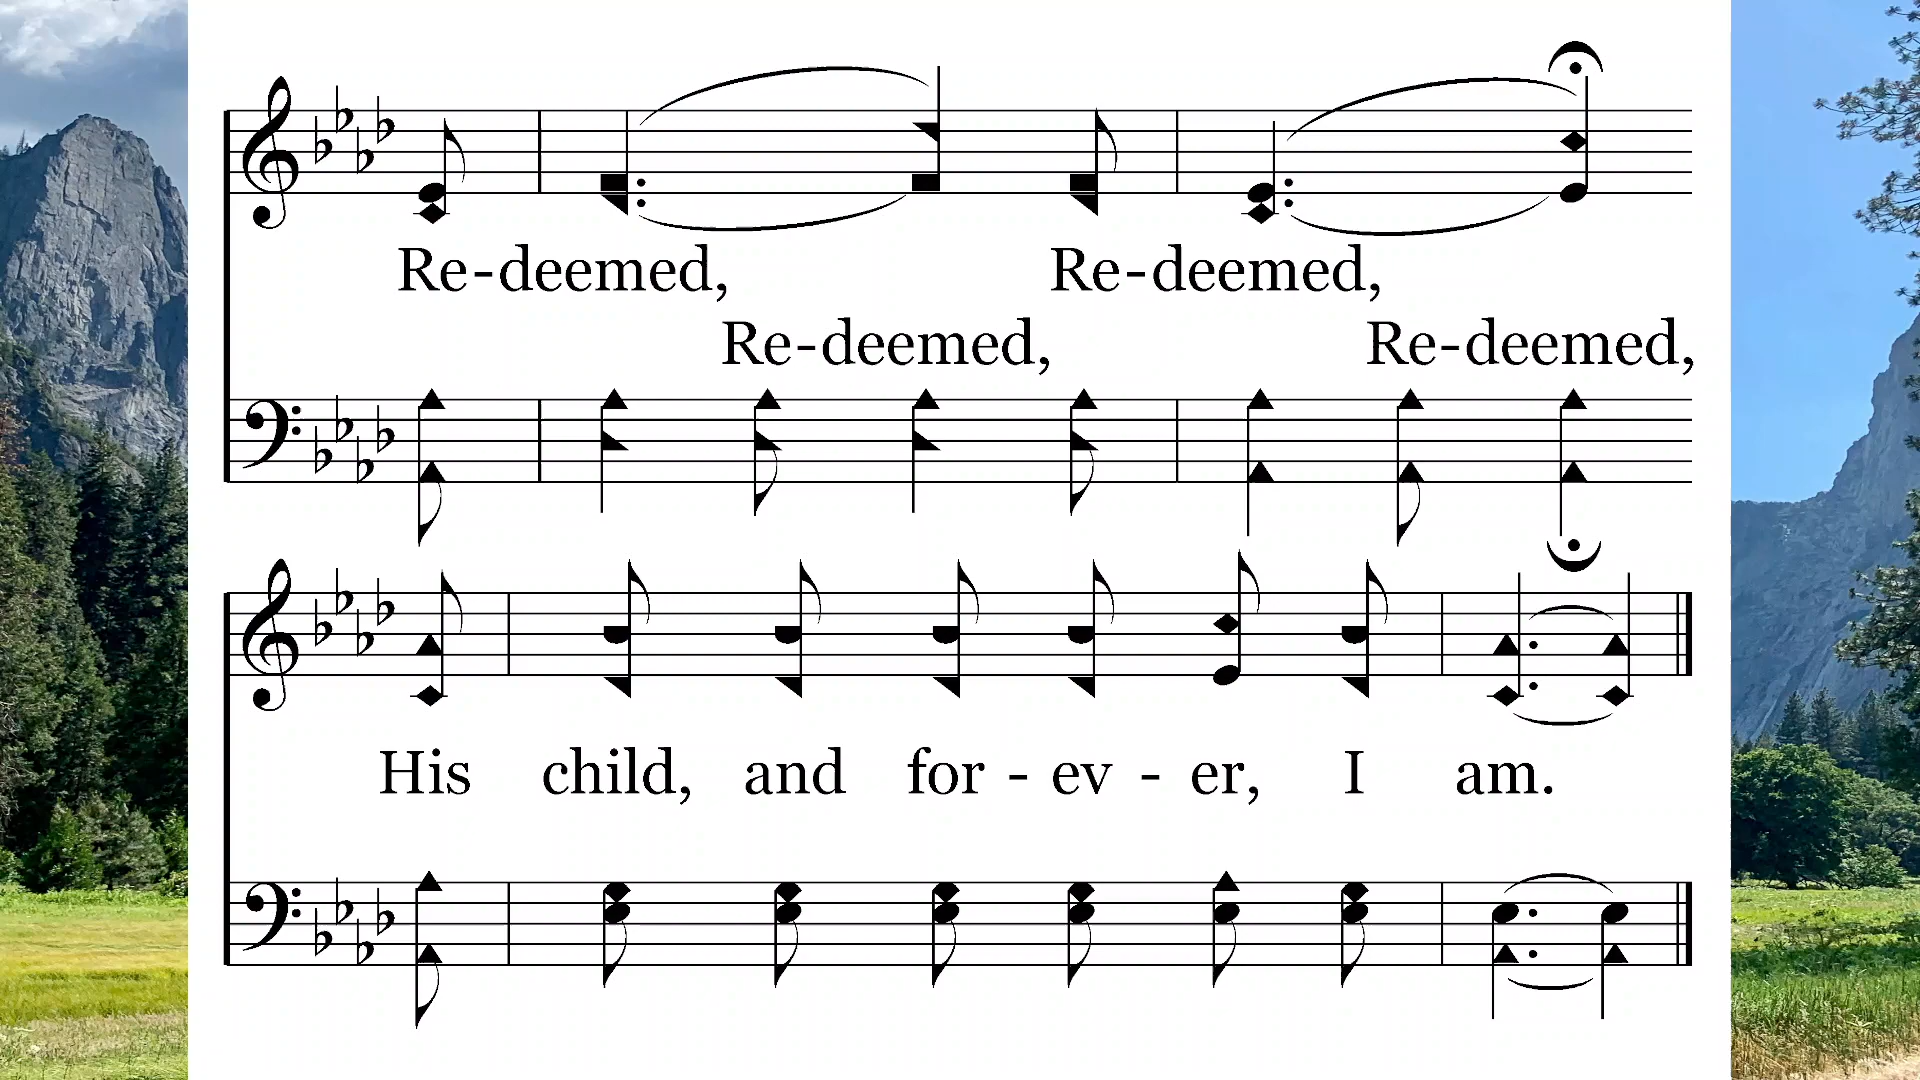 Re-deemed, Re-deemed,
Re-deemed, Re-deemed,
His child, and for - ev - er, I am.